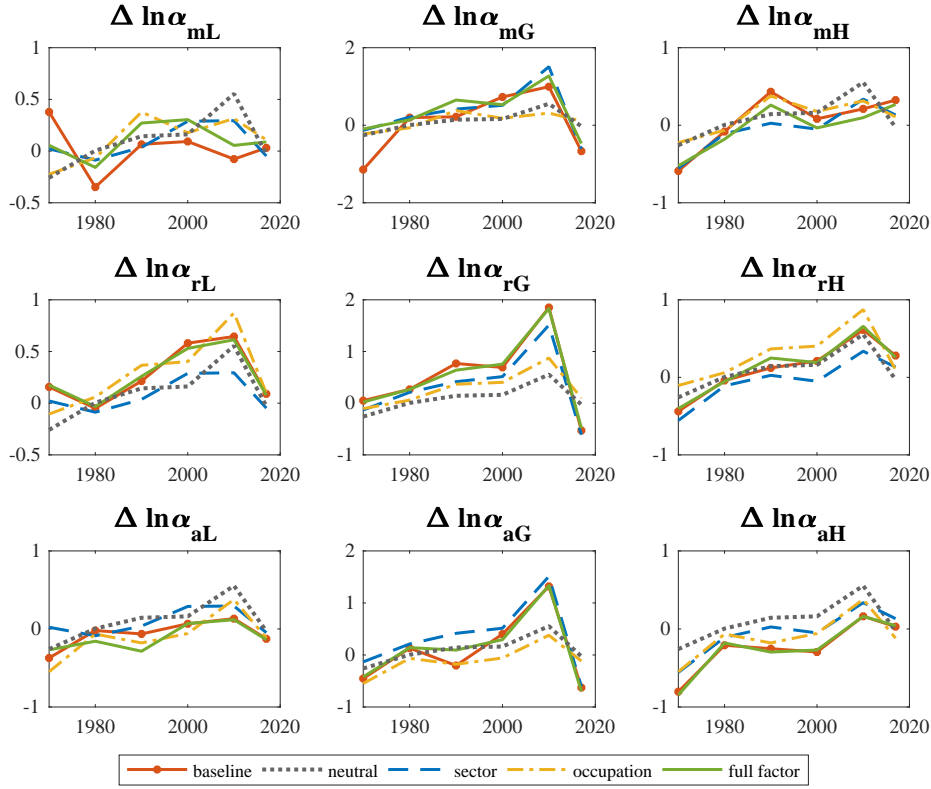 Δ lnα_mL Δ lnα_mG Δ lnα_mH
1 2 1
0.5
0 0 0
-0.5 -2 -1
1980 2000 2020 1980 2000 2020 1980 2000 2020
Δ lnα_rL Δ lnα_rG Δ lnα_rH
1 2 1
0.5 1
0 0 0
-0.5 -1 -1
1980 2000 2020 1980 2000 2020 1980 2000 2020
Δ lnα_aL Δ lnα_aG Δ lnα_aH
1 2 1
1
0 0 0
-1 -1 -1
1980 2000 2020 1980 2000 2020 1980 2000 2020
baseline neutral sector occupation full factor